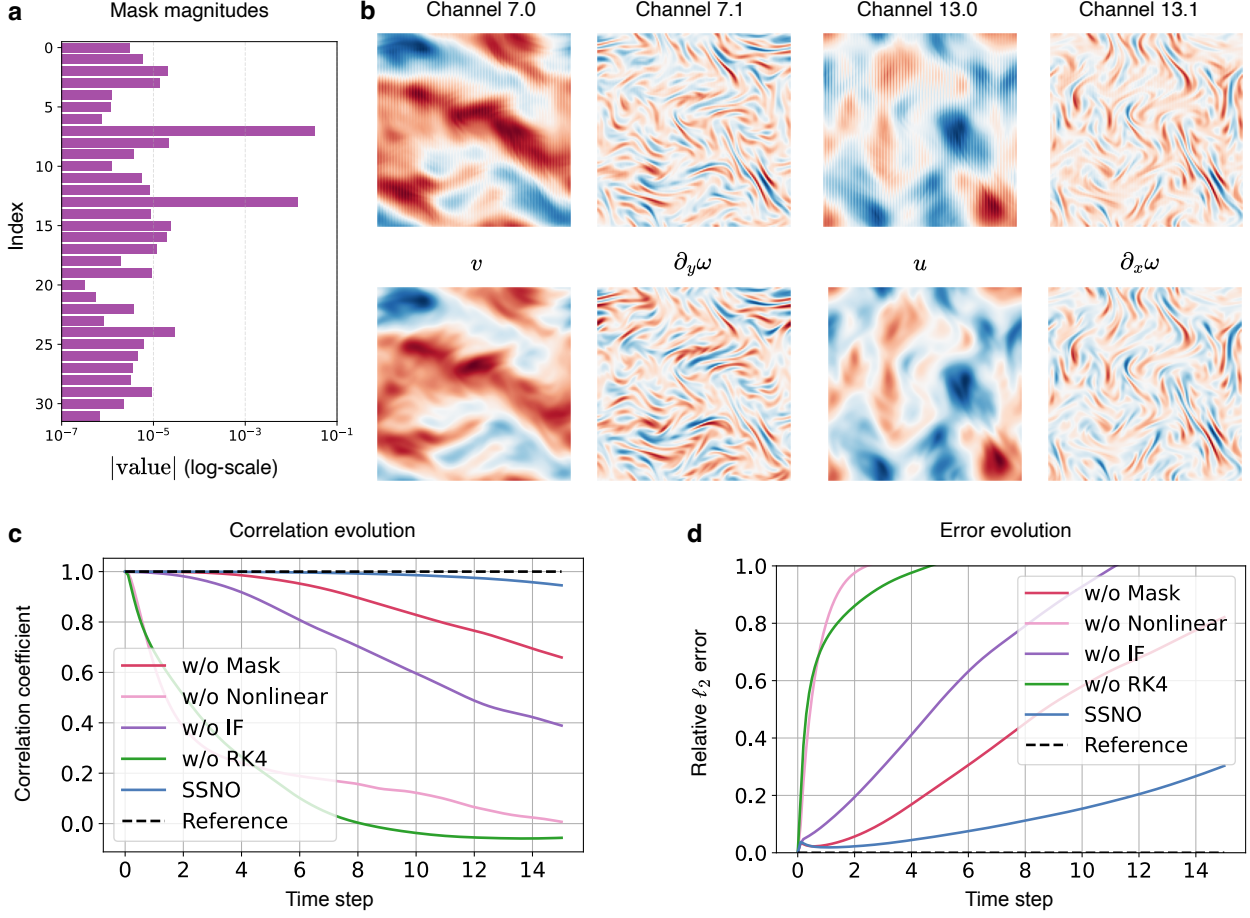 a
Mask magnitudes
Index
0
5
10
15
20
25
30
10⁻⁷
10⁻⁵
10⁻³
10⁻¹
|value| (log-scale)
b
Channel 7.0
Channel 7.1
Channel 13.0
Channel 13.1
v
∂yω
u
∂xω
c
Correlation evolution
Correlation coefficient
1.0
0.8
0.6
0.4
0.2
0.0
w/o Mask
w/o Nonlinear
w/o IF
w/o RK4
SSNO
Reference
0 2 4 6 8 10 12 14
Time step
d
Error evolution
Relative ℓ₂ error
1.0
0.8
0.6
0.4
0.2
0.0
w/o Mask
w/o Nonlinear
w/o IF
w/o RK4
SSNO
Reference
0 2 4 6 8 10 12 14
Time step